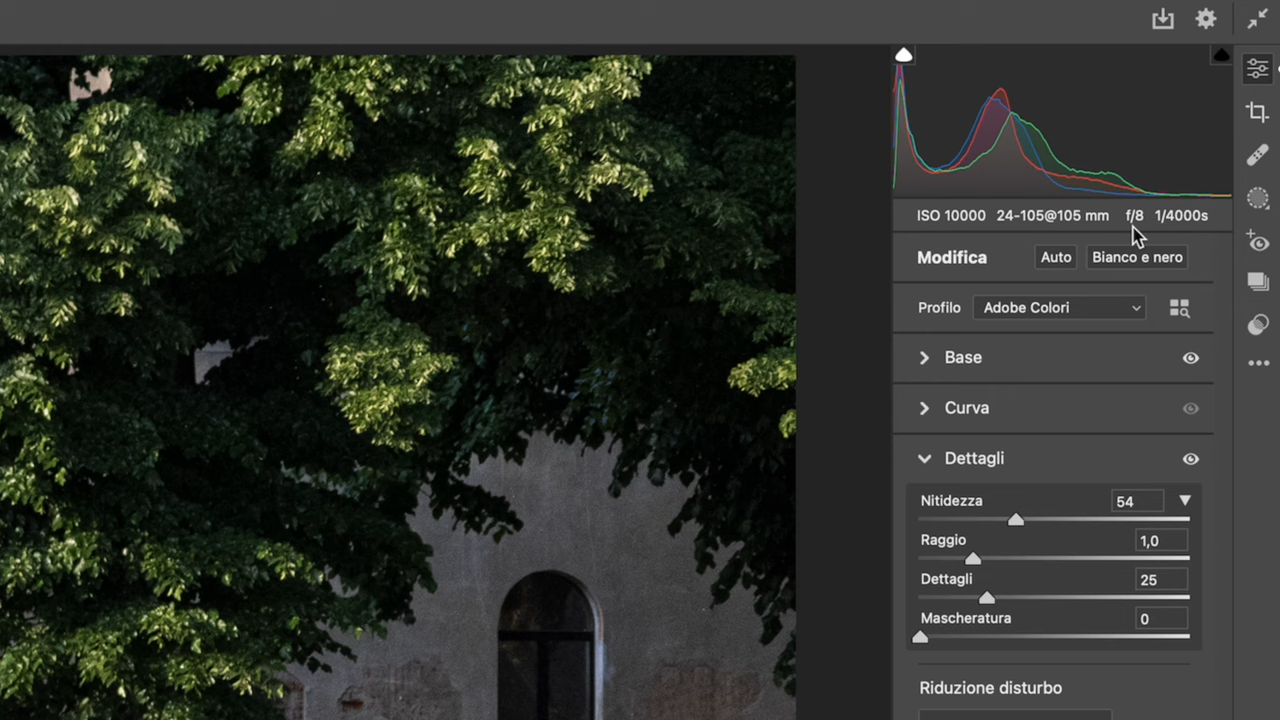 ISO 10000 24-105@105 mm f/8 1/4000s
Modifica Auto Bianco e nero
Profilo Adobe Colori
Base
Curva
Dettagli
Nitidezza 54
Raggio 1,0
Dettagli 25
Mascheratura 0
Riduzione disturbo